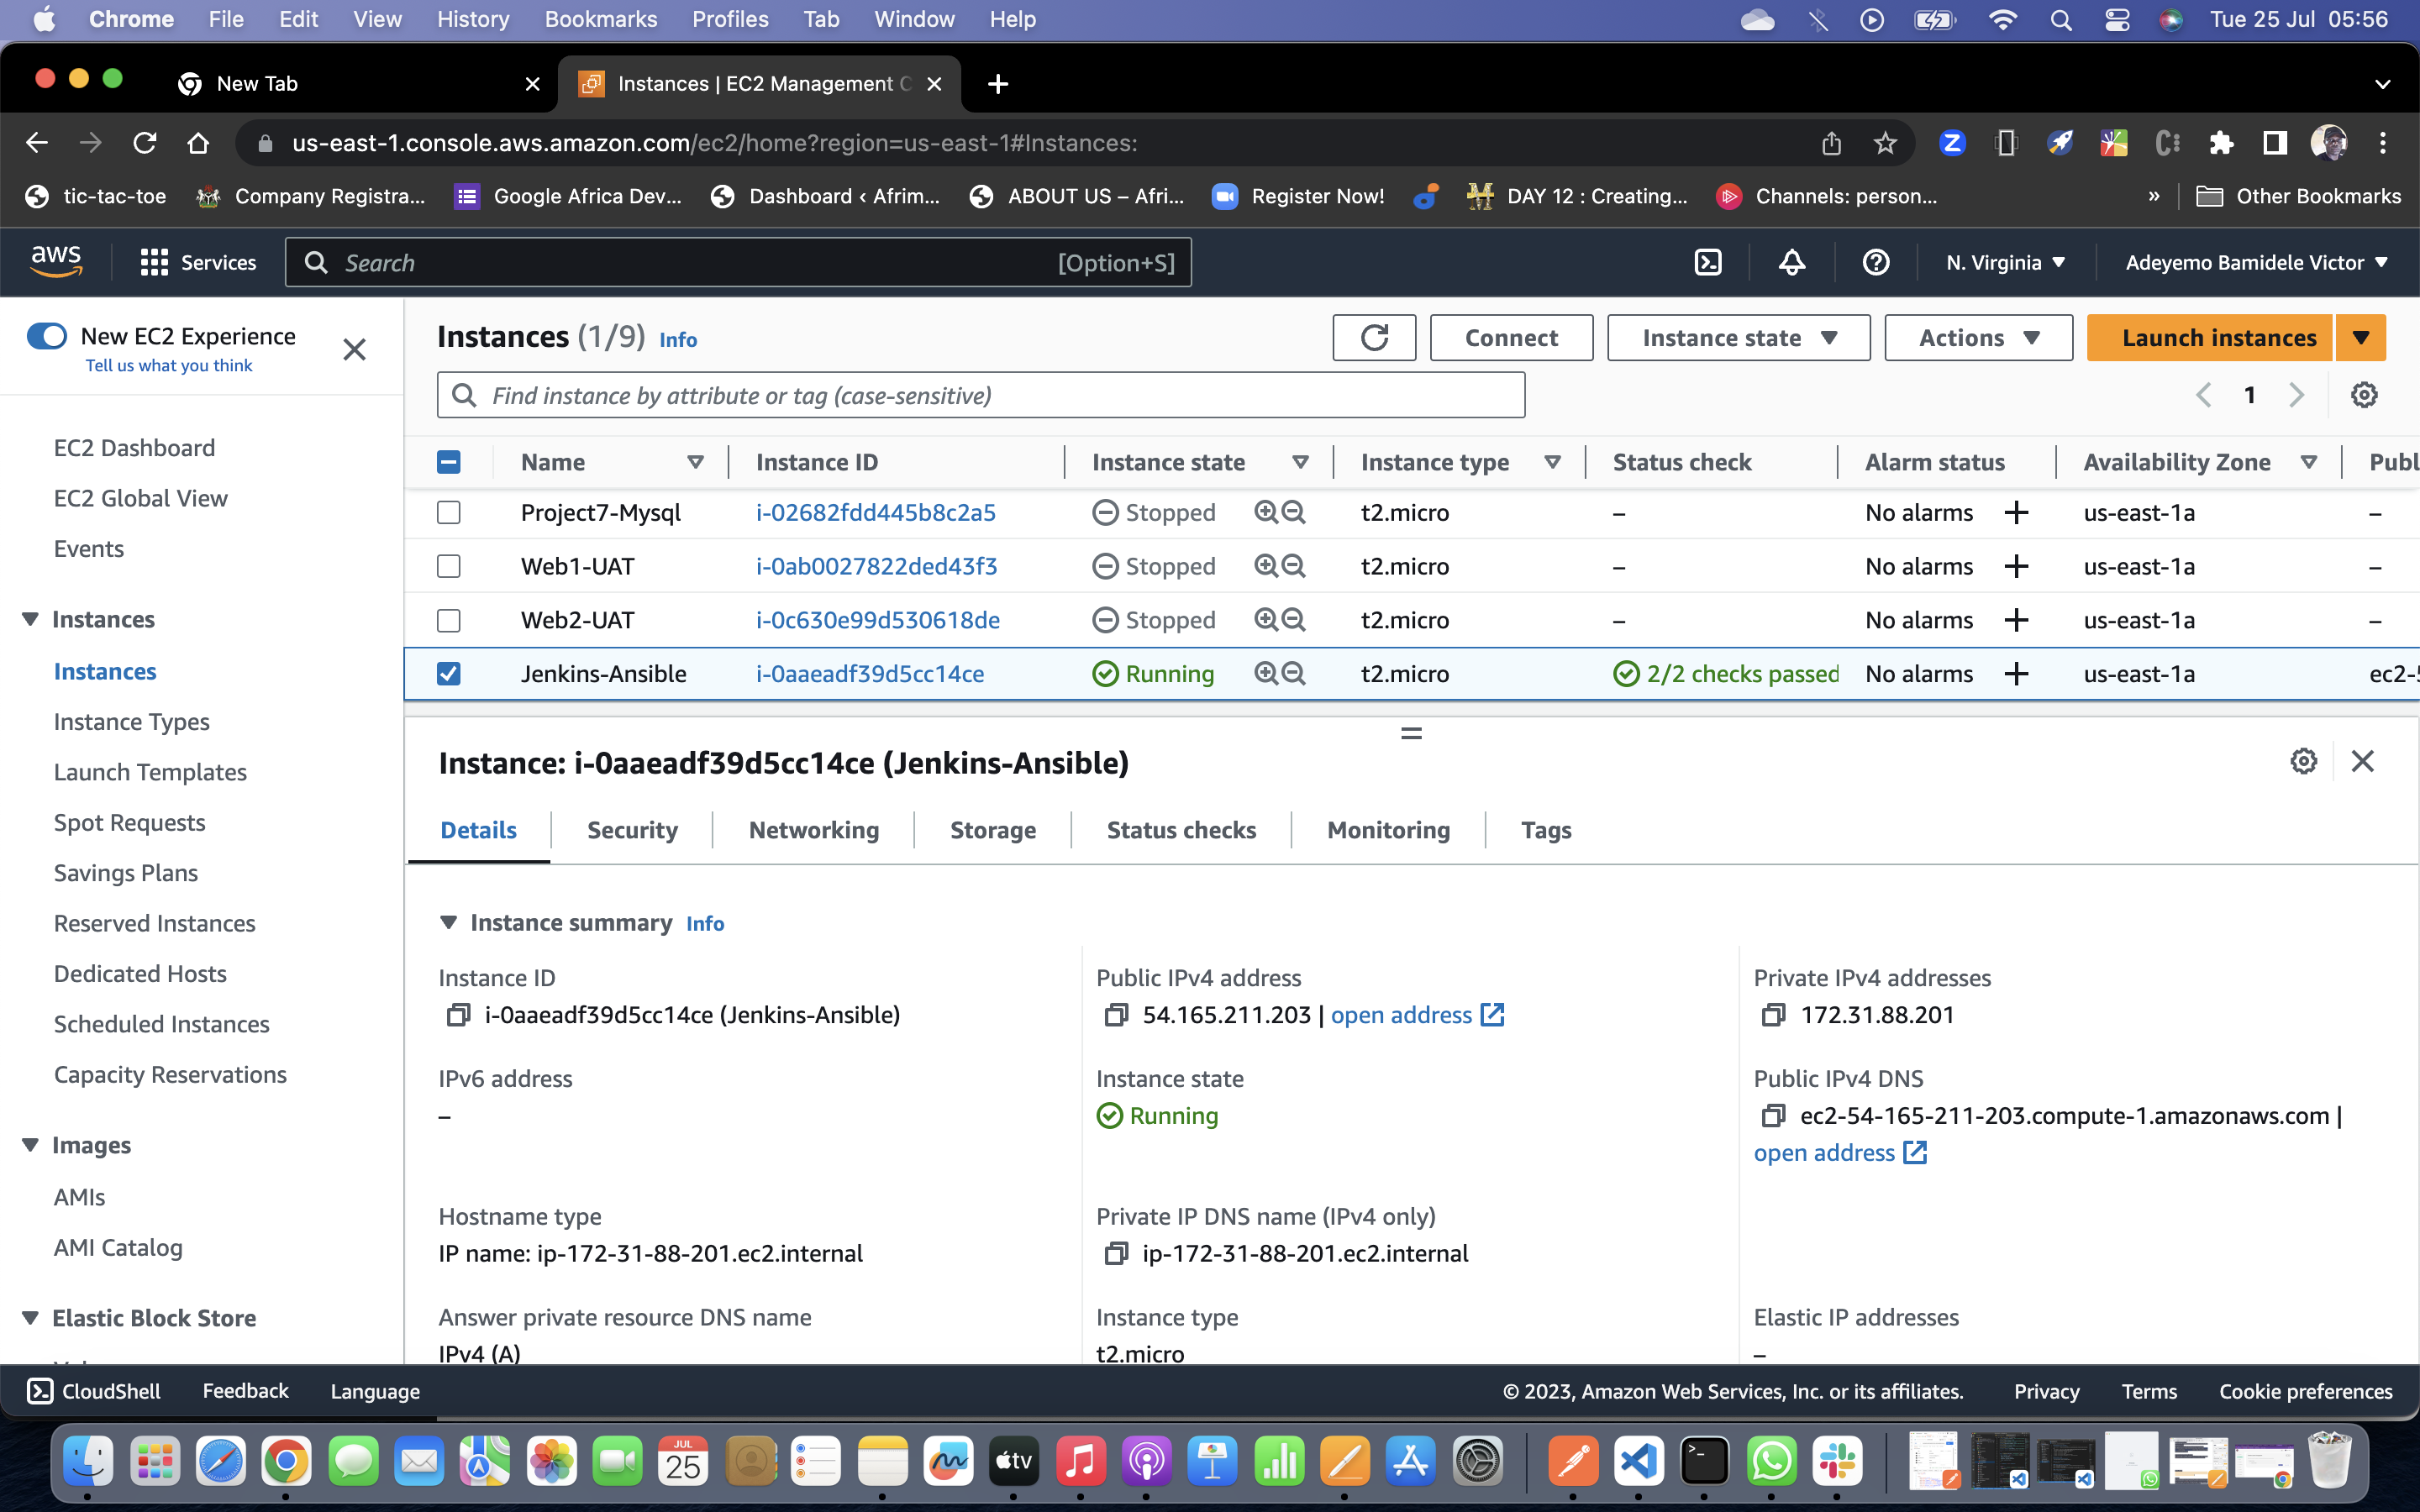 Chrome File Edit View History Bookmarks Profiles Tab Window Help Tue 25 Jul 05:56
New Tab Instances | EC2 Management
us-east-1.console.aws.amazon.com/ec2/home?region=us-east-1#Instances:
tic-tac-toe Company Registra... Google Africa Dev... Dashboard ‹ Afrim... ABOUT US – Afri... Register Now! DAY 12 : Creating... Channels: person... » Other Bookmarks
aws Services Search [Option+S] N. Virginia Adeyemo Bamidele Victor
New EC2 Experience
Tell us what you think
EC2 Dashboard
EC2 Global View
Events
Instances
Instances
Instance Types
Launch Templates
Spot Requests
Savings Plans
Reserved Instances
Dedicated Hosts
Scheduled Instances
Capacity Reservations
Images
AMIs
AMI Catalog
Elastic Block Store
Instances (1/9) Info Connect Instance state Actions Launch instances
Find instance by attribute or tag (case-sensitive) 1
Name Instance ID Instance state Instance type Status check Alarm status Availability Zone Publ
Project7-Mysql i-02682fdd445b8c2a5 Stopped t2.micro – No alarms + us-east-1a –
Web1-UAT i-0ab0027822ded43f3 Stopped t2.micro – No alarms + us-east-1a –
Web2-UAT i-0c630e99d530618de Stopped t2.micro – No alarms + us-east-1a –
Jenkins-Ansible i-0aaeadf39d5cc14ce Running t2.micro 2/2 checks passed No alarms + us-east-1a ec2-5
Instance: i-0aaeadf39d5cc14ce (Jenkins-Ansible)
Details Security Networking Storage Status checks Monitoring Tags
Instance summary Info
Instance ID
i-0aaeadf39d5cc14ce (Jenkins-Ansible)
Public IPv4 address
54.165.211.203 | open address
Private IPv4 addresses
172.31.88.201
IPv6 address
–
Instance state
Running
Public IPv4 DNS
ec2-54-165-211-203.compute-1.amazonaws.com |
open address
Hostname type
IP name: ip-172-31-88-201.ec2.internal
Private IP DNS name (IPv4 only)
ip-172-31-88-201.ec2.internal
Answer private resource DNS name
IPv4 (A)
Instance type
t2.micro
Elastic IP addresses
–
CloudShell Feedback Language © 2023, Amazon Web Services, Inc. or its affiliates. Privacy Terms Cookie preferences
JUL
25
tv